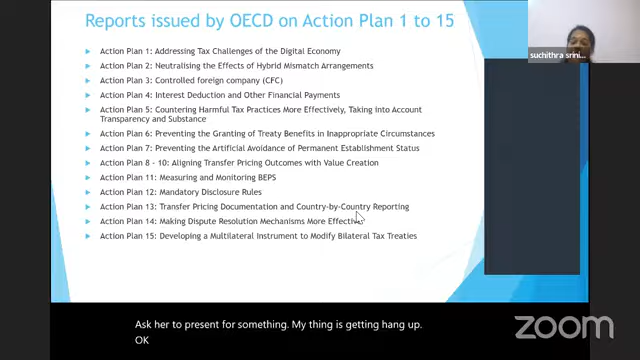 Reports issued by OECD on Action Plan 1 to 15
suchithra srini...
Action Plan 1: Addressing Tax Challenges of the Digital Economy
Action Plan 2: Neutralising the Effects of Hybrid Mismatch Arrangements
Action Plan 3: Controlled foreign company (CFC)
Action Plan 4: Interest Deduction and Other Financial Payments
Action Plan 5: Countering Harmful Tax Practices More Effectively, Taking into Account
Transparency and Substance
Action Plan 6: Preventing the Granting of Treaty Benefits in Inappropriate Circumstances
Action Plan 7: Preventing the Artificial Avoidance of Permanent Establishment Status
Action Plan 8 - 10: Aligning Transfer Pricing Outcomes with Value Creation
Action Plan 11: Measuring and Monitoring BEPS
Action Plan 12: Mandatory Disclosure Rules
Action Plan 13: Transfer Pricing Documentation and Country-by-Country Reporting
Action Plan 14: Making Dispute Resolution Mechanisms More Effective
Action Plan 15: Developing a Multilateral Instrument to Modify Bilateral Tax Treaties
Ask her to present for something. My thing is getting hang up.
OK
zoom